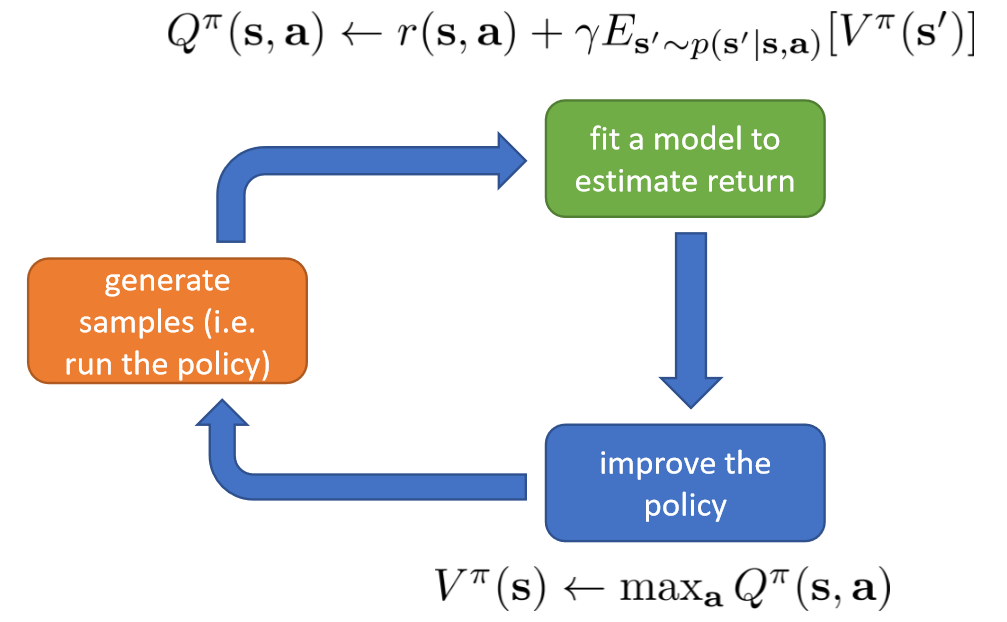 Q^π(s, a) ← r(s, a) + γE_{s′∼p(s′|s,a)}[V^π(s′)]
fit a model to
estimate return
generate
samples (i.e.
run the policy)
improve the
policy
V^π(s) ← max_a Q^π(s, a)